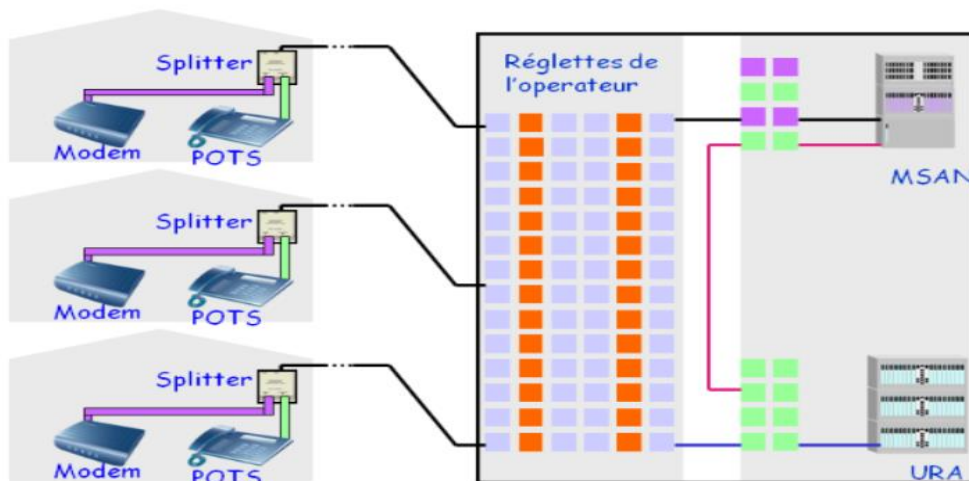 Splitter
Modem
POTS
Splitter
Modem
POTS
Splitter
Modem
POTS
Réglettes de
l'operateur
MSAN
URA